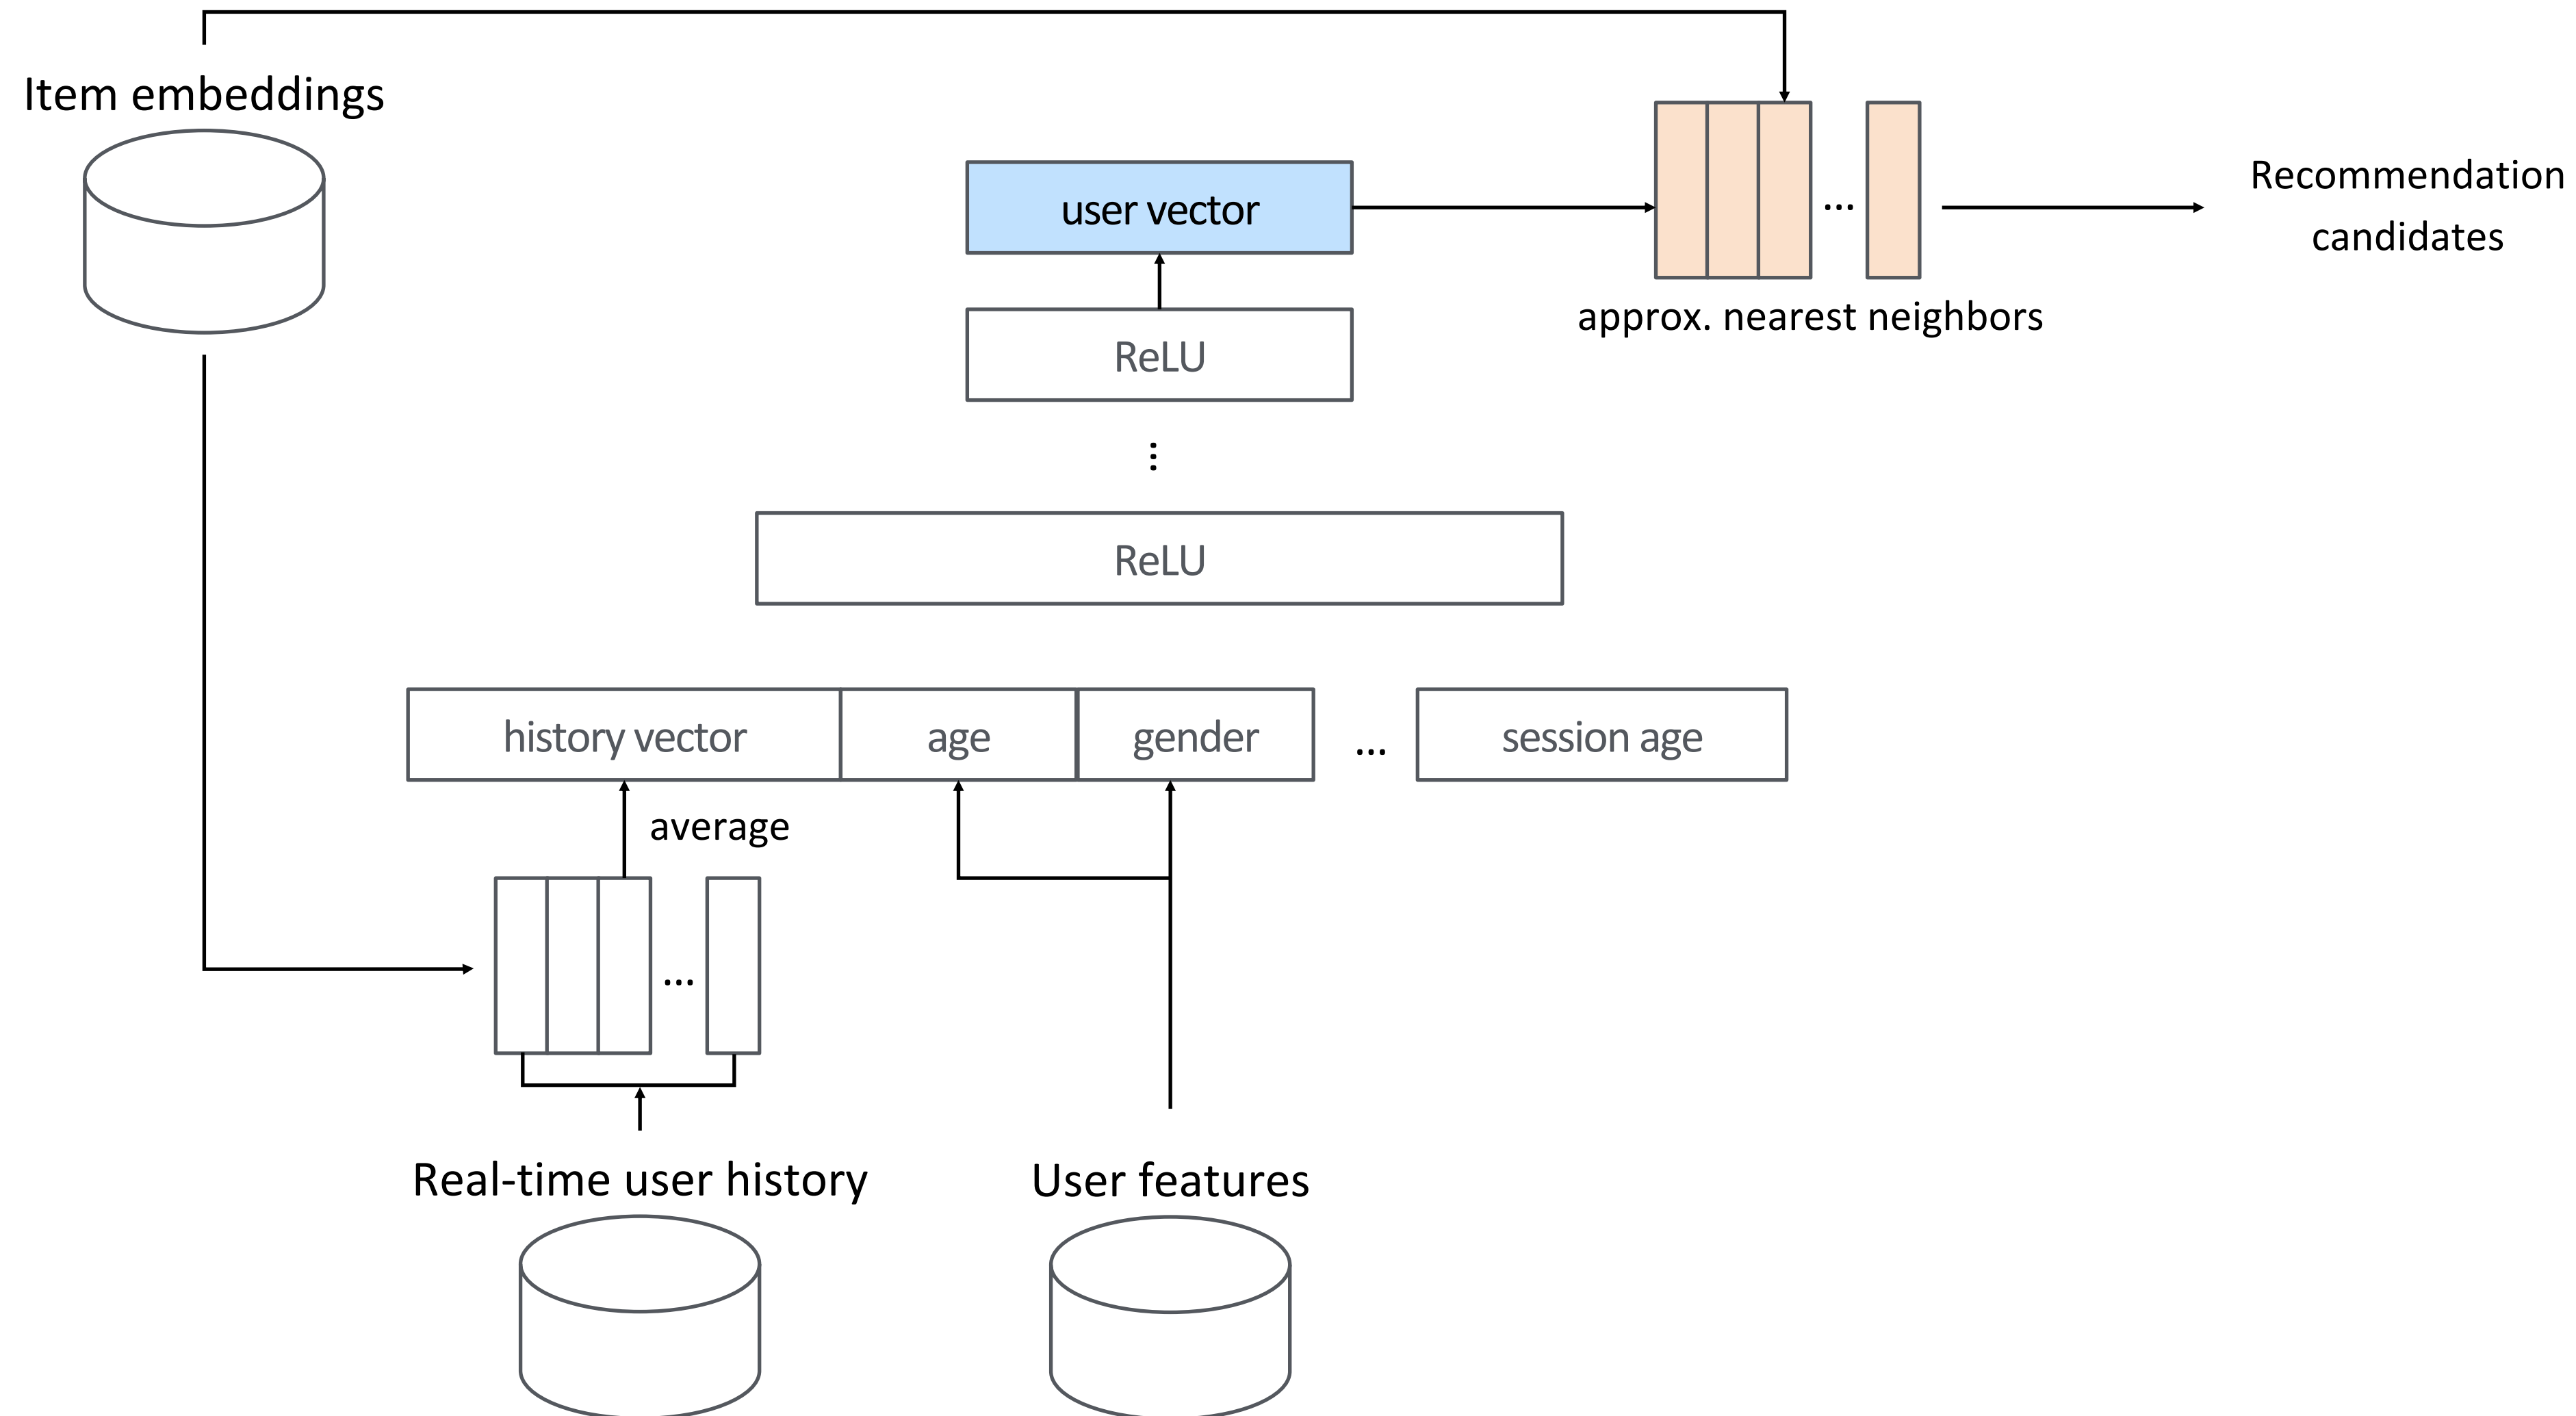 Item embeddings
user vector
...
Recommendation
candidates
approx. nearest neighbors
ReLU
...
ReLU
history vector
age
gender
...
session age
average
...
Real-time user history
User features